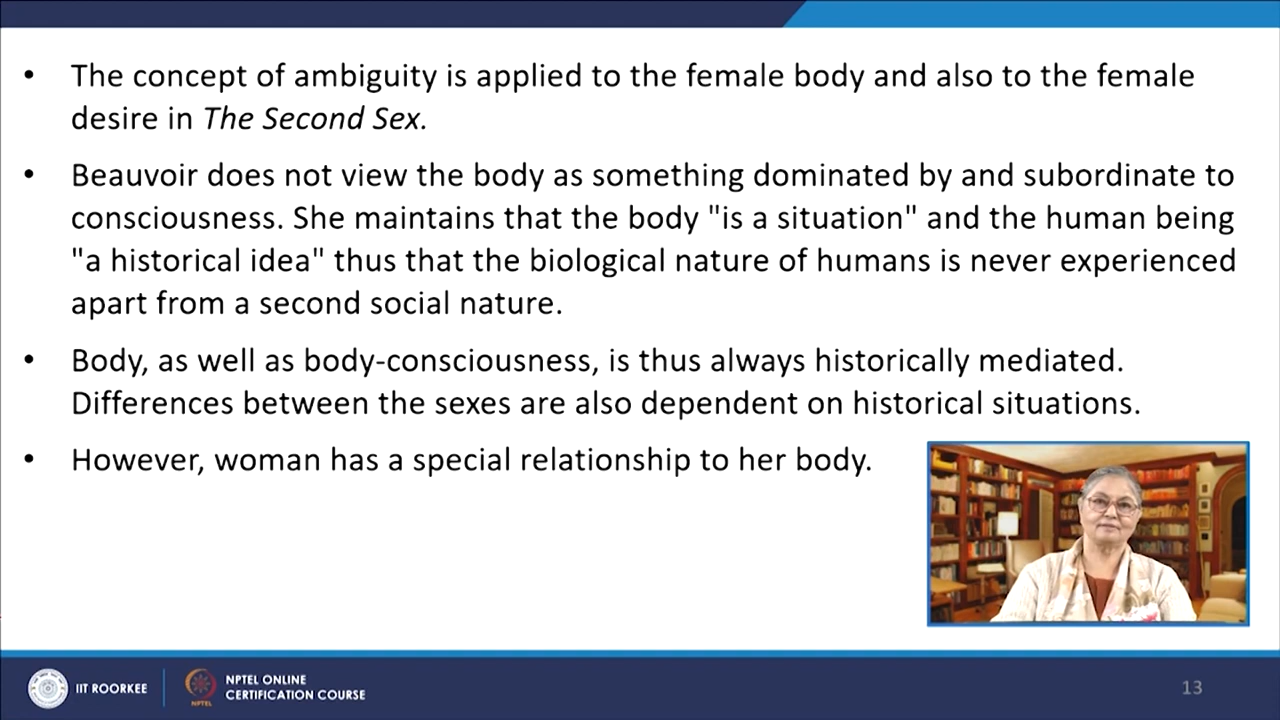 • The concept of ambiguity is applied to the female body and also to the female
desire in The Second Sex.
• Beauvoir does not view the body as something dominated by and subordinate to
consciousness. She maintains that the body "is a situation" and the human being
"a historical idea" thus that the biological nature of humans is never experienced
apart from a second social nature.
• Body, as well as body-consciousness, is thus always historically mediated.
Differences between the sexes are also dependent on historical situations.
• However, woman has a special relationship to her body.
IIT ROORKEE
NPTEL
NPTEL ONLINE
CERTIFICATION COURSE
13